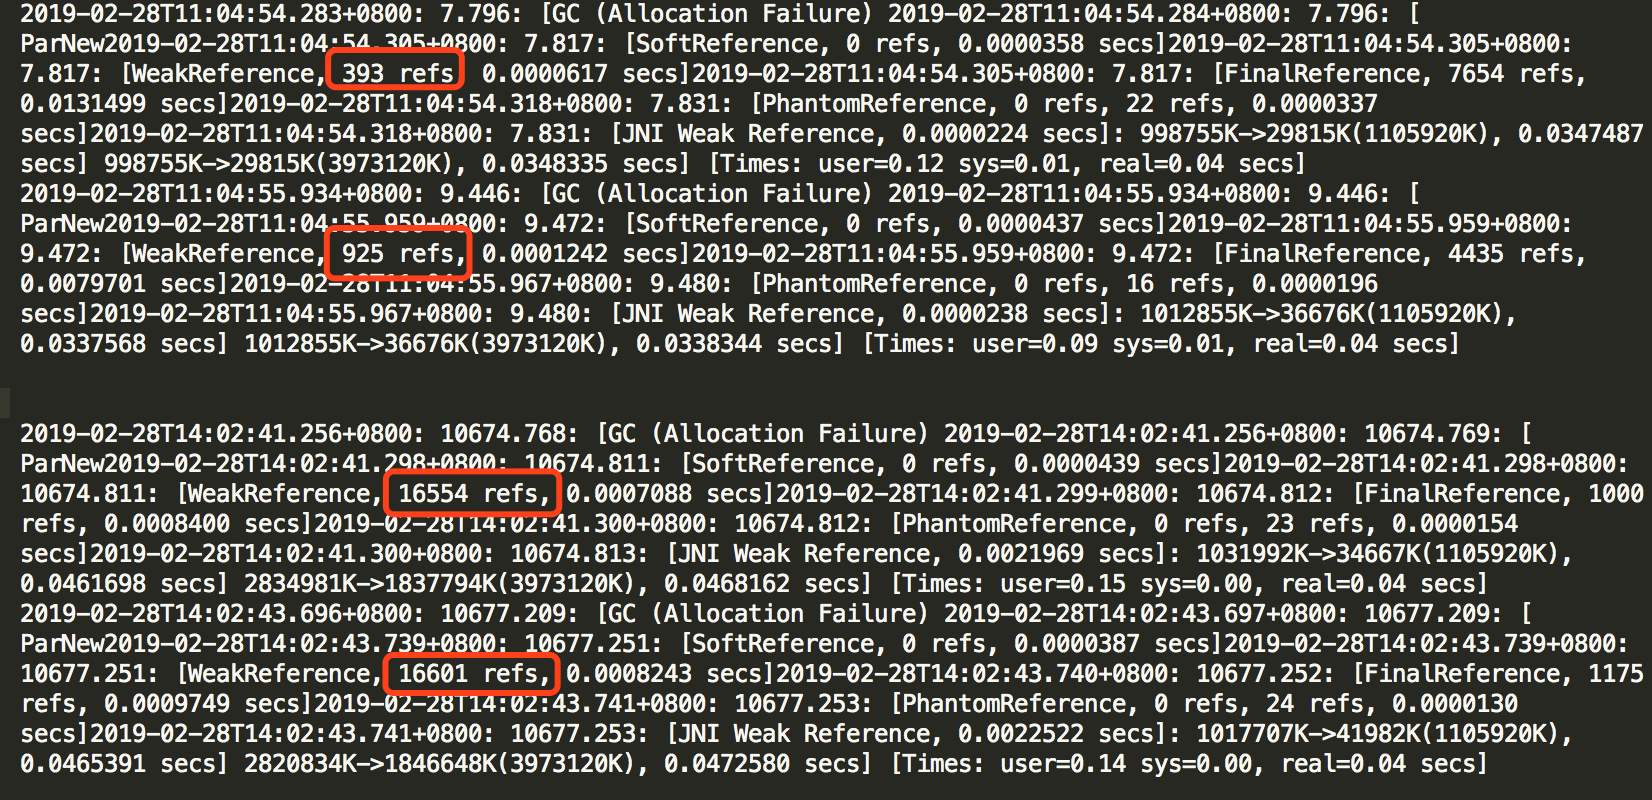 2019-02-28T11:04:54.283+0800: 7.796: [GC (Allocation Failure) 2019-02-28T11:04:54.284+0800: 7.796: [
ParNew2019-02-28T11:04:54.305+0800: 7.817: [SoftReference, 0 refs, 0.0000358 secs]2019-02-28T11:04:54.305+0800:
7.817: [WeakReference, 393 refs, 0.0000617 secs]2019-02-28T11:04:54.305+0800: 7.817: [FinalReference, 7654 refs,
0.0131499 secs]2019-02-28T11:04:54.318+0800: 7.831: [PhantomReference, 0 refs, 22 refs, 0.0000337
secs]2019-02-28T11:04:54.318+0800: 7.831: [JNI Weak Reference, 0.0000224 secs]: 998755K->29815K(1105920K), 0.0347487
secs] 998755K->29815K(3973120K), 0.0348335 secs] [Times: user=0.12 sys=0.01, real=0.04 secs]
2019-02-28T11:04:55.934+0800: 9.446: [GC (Allocation Failure) 2019-02-28T11:04:55.934+0800: 9.446: [
ParNew2019-02-28T11:04:55.959+0800: 9.472: [SoftReference, 0 refs, 0.0000437 secs]2019-02-28T11:04:55.959+0800:
9.472: [WeakReference, 925 refs, 0.0001242 secs]2019-02-28T11:04:55.959+0800: 9.472: [FinalReference, 4435 refs,
0.0079701 secs]2019-02-28T11:04:55.967+0800: 9.480: [PhantomReference, 0 refs, 16 refs, 0.0000196
secs]2019-02-28T11:04:55.967+0800: 9.480: [JNI Weak Reference, 0.0000238 secs]: 1012855K->36676K(1105920K),
0.0337568 secs] 1012855K->36676K(3973120K), 0.0338344 secs] [Times: user=0.09 sys=0.01, real=0.04 secs]
2019-02-28T14:02:41.256+0800: 10674.768: [GC (Allocation Failure) 2019-02-28T14:02:41.256+0800: 10674.769: [
ParNew2019-02-28T14:02:41.298+0800: 10674.811: [SoftReference, 0 refs, 0.0000439 secs]2019-02-28T14:02:41.298+0800:
10674.811: [WeakReference, 16554 refs, 0.0007088 secs]2019-02-28T14:02:41.299+0800: 10674.812: [FinalReference, 1000
refs, 0.0008400 secs]2019-02-28T14:02:41.300+0800: 10674.812: [PhantomReference, 0 refs, 23 refs, 0.0000154
secs]2019-02-28T14:02:41.300+0800: 10674.813: [JNI Weak Reference, 0.0021969 secs]: 1031992K->34667K(1105920K),
0.0461698 secs] 2834981K->1837794K(3973120K), 0.0468162 secs] [Times: user=0.15 sys=0.00, real=0.04 secs]
2019-02-28T14:02:43.696+0800: 10677.209: [GC (Allocation Failure) 2019-02-28T14:02:43.697+0800: 10677.209: [
ParNew2019-02-28T14:02:43.739+0800: 10677.251: [SoftReference, 0 refs, 0.0000387 secs]2019-02-28T14:02:43.739+0800:
10677.251: [WeakReference, 16601 refs, 0.0008243 secs]2019-02-28T14:02:43.740+0800: 10677.252: [FinalReference, 1175
refs, 0.0009749 secs]2019-02-28T14:02:43.741+0800: 10677.253: [PhantomReference, 0 refs, 24 refs, 0.0000130
secs]2019-02-28T14:02:43.741+0800: 10677.253: [JNI Weak Reference, 0.0022522 secs]: 1017707K->41982K(1105920K),
0.0465391 secs] 2820834K->1846648K(3973120K), 0.0472580 secs] [Times: user=0.14 sys=0.00, real=0.04 secs]